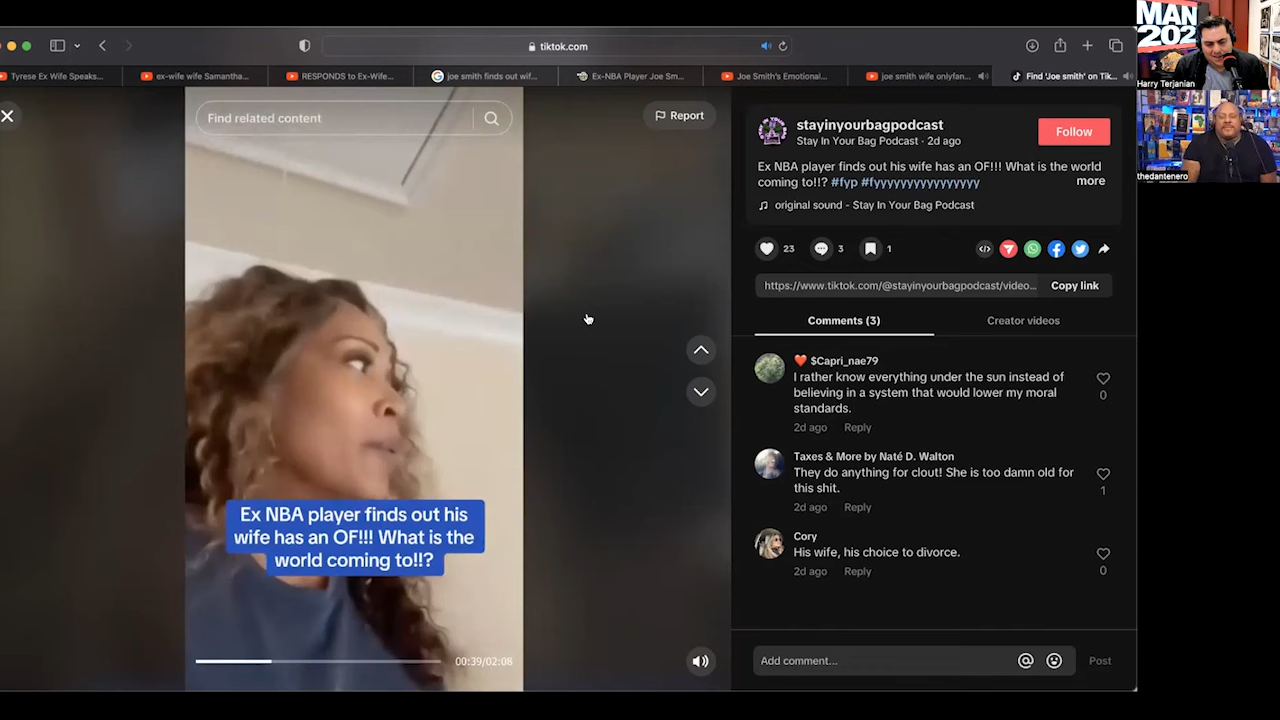 tiktok.com
Tyrese Ex Wife Speaks...
ex-wife wife Samantha...
RESPONDS to Ex-Wife...
joe smith finds out wif...
Ex-NBA Player Joe Sm...
Joe Smith's Emotional...
joe smith wife onlyfan...
Find 'Joe smith' on Tik...
MAN
202
Harry Terjanian
thedantenero
Find related content
Report
Ex NBA player finds out his
wife has an OF!!! What is the
world coming to!!?
00:39/02:08
stayinyourbagpodcast
Stay In Your Bag Podcast · 2d ago
Follow
Ex NBA player finds out his wife has an OF!!! What is the world
coming to!!? #fyp #fyyyyyyyyyyyyyyyy
more
original sound - Stay In Your Bag Podcast
23
3
1
https://www.tiktok.com/@stayinyourbagpodcast/video...
Copy link
Comments (3)
Creator videos
❤️ $Capri_nae79
I rather know everything under the sun instead of
believing in a system that would lower my moral
standards.
0
2d ago Reply
Taxes & More by Naté D. Walton
They do anything for clout! She is too damn old for
this shit.
1
2d ago Reply
Cory
His wife, his choice to divorce.
0
2d ago Reply
Add comment...
Post